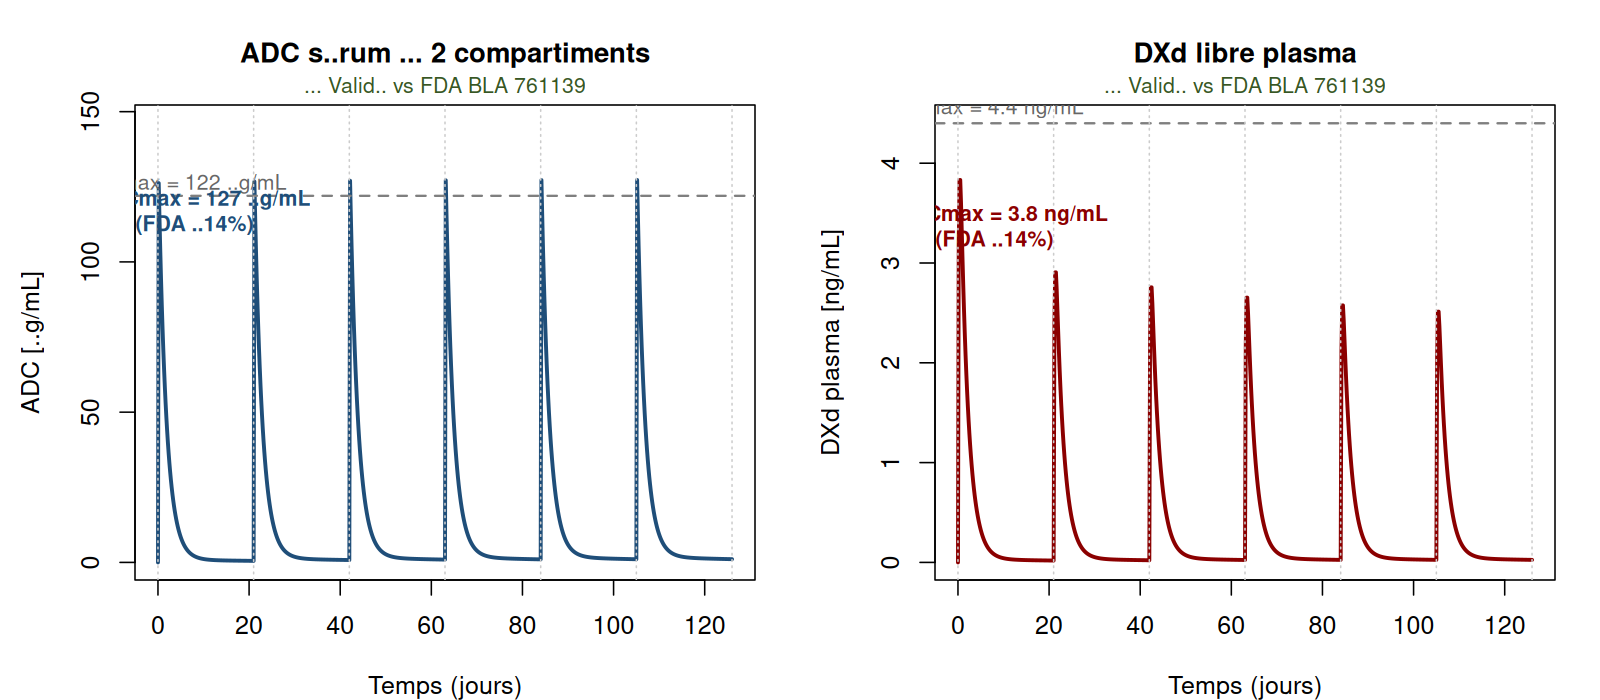 ADC s..rum ... 2 compartiments
... Valid.. vs FDA BLA 761139
ADC [..g/mL]
150
100
50
0
ax = 122 ..g/mL
Cmax = 127 ..g/mL
(FDA ..14%)
0 20 40 60 80 100 120
Temps (jours)
DXd libre plasma
... Valid.. vs FDA BLA 761139
DXd plasma [ng/mL]
4
3
2
1
0
ax = 4.4 ng/mL
Cmax = 3.8 ng/mL
(FDA ..14%)
0 20 40 60 80 100 120
Temps (jours)